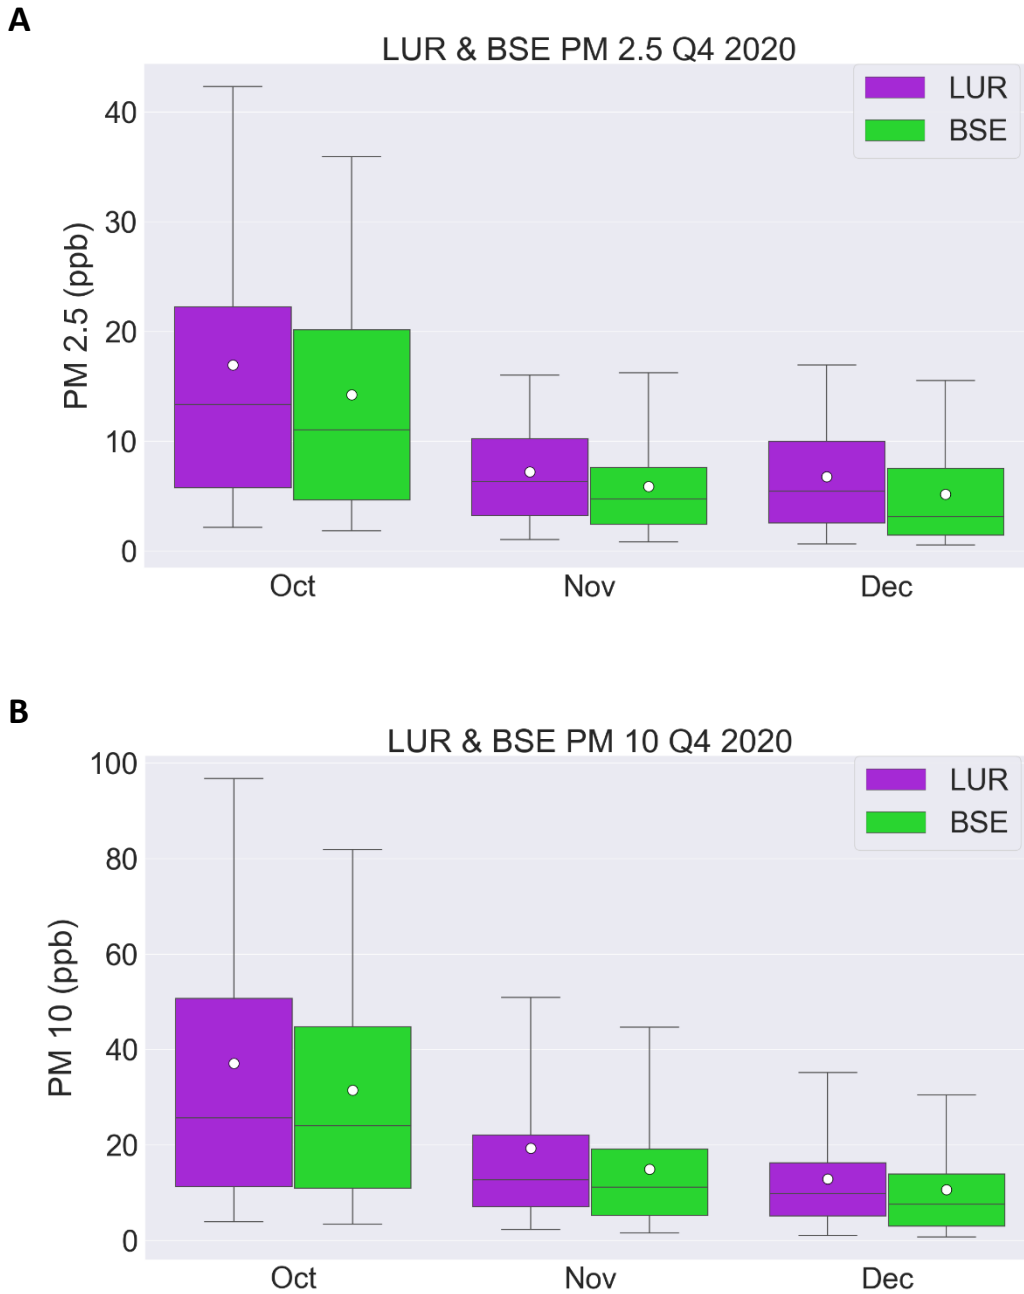 A
LUR & BSE PM 2.5 Q4 2020
LUR
BSE
PM 2.5 (ppb)
40
30
20
10
0
Oct Nov Dec
B
LUR & BSE PM 10 Q4 2020
LUR
BSE
PM 10 (ppb)
100
80
60
40
20
0
Oct Nov Dec